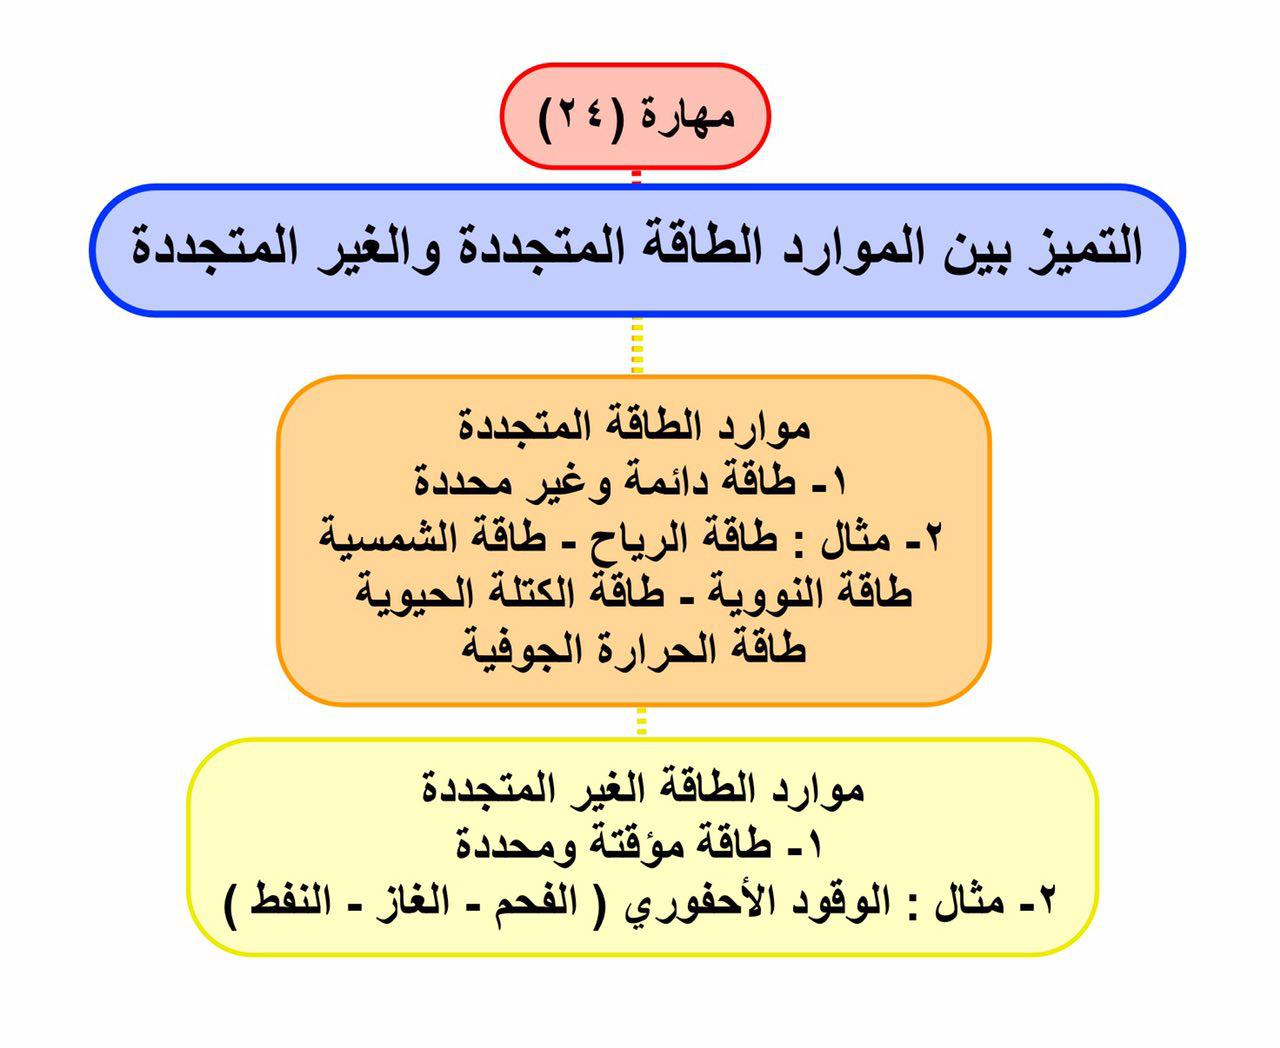 مهارة (٢٤)
التميز بين الموارد الطاقة المتجددة والغير المتجددة
موارد الطاقة المتجددة
١- طاقة دائمة وغير محددة
٢- مثال : طاقة الرياح - طاقة الشمسية
طاقة النووية - طاقة الكتلة الحيوية
طاقة الحرارة الجوفية
موارد الطاقة الغير المتجددة
١- طاقة مؤقتة ومحددة
٢- مثال : الوقود الأحفوري ( الفحم - الغاز - النفط )